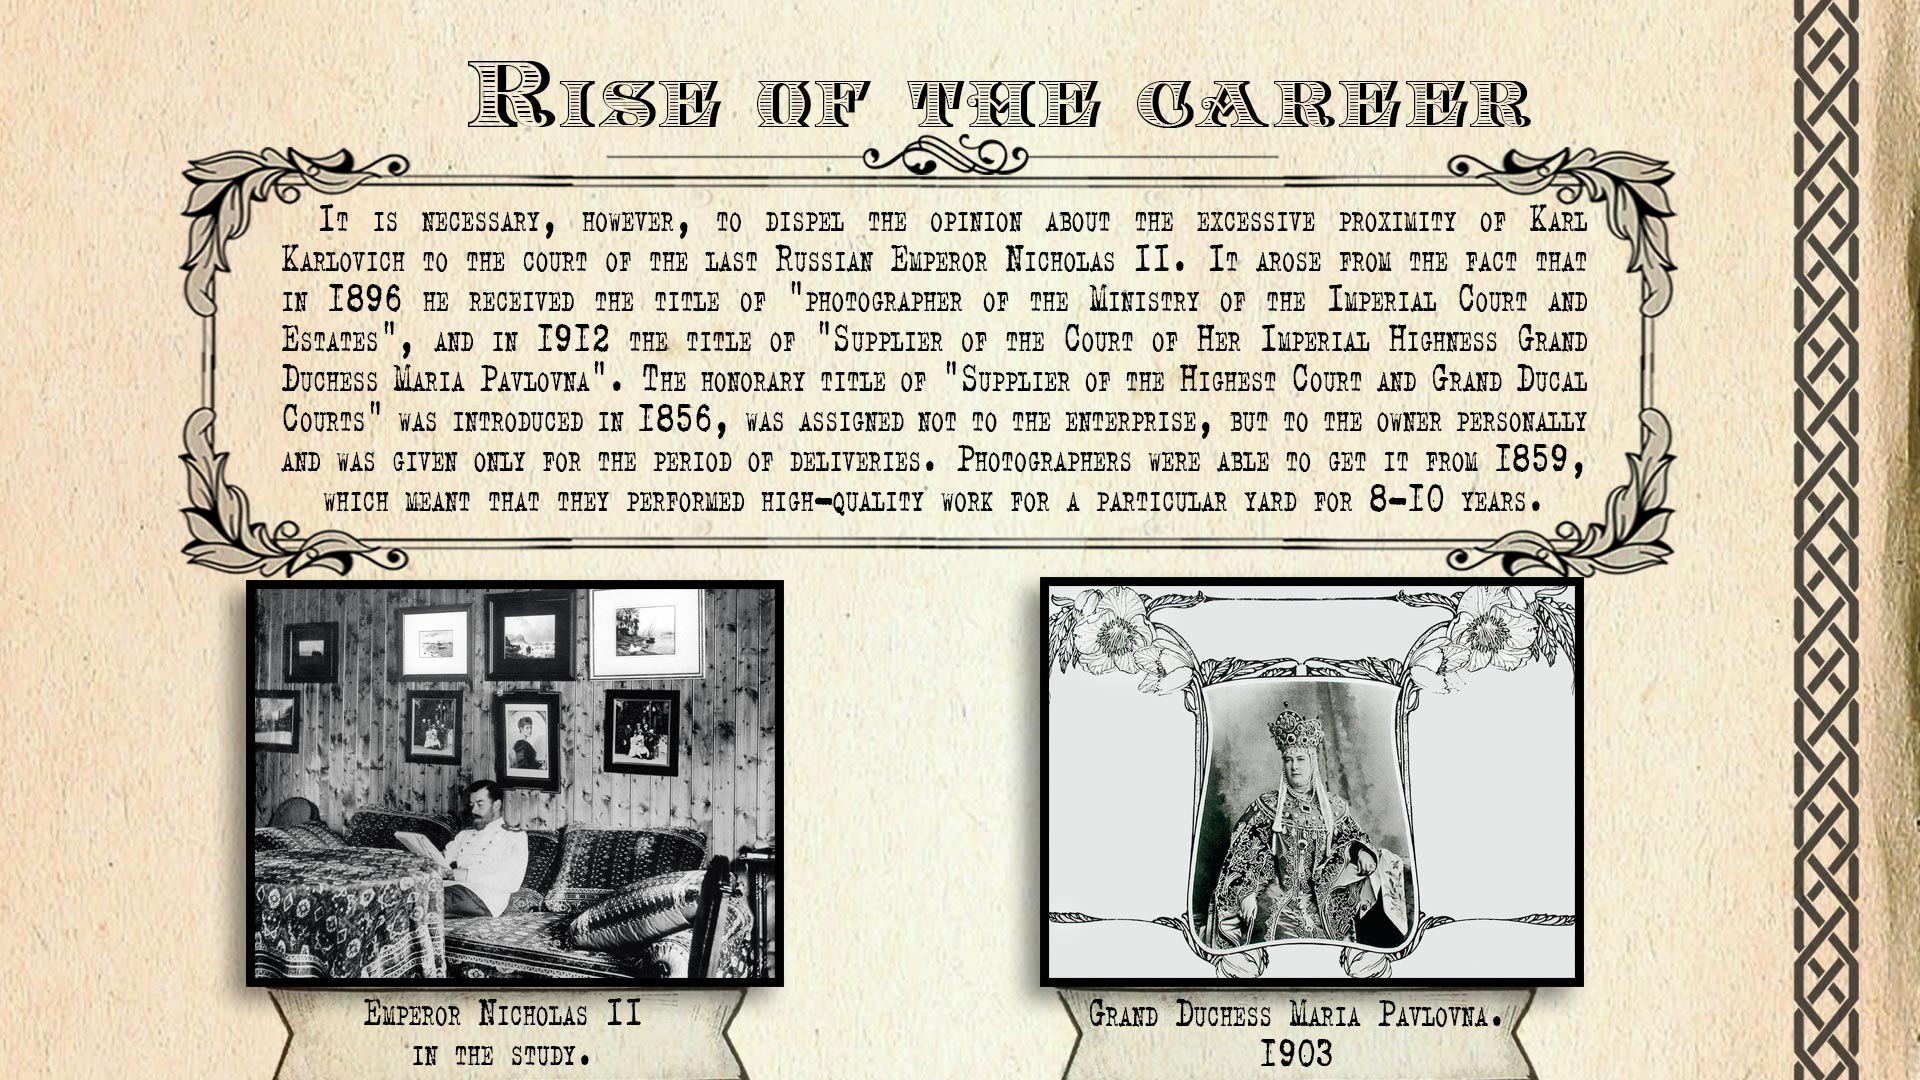 Rise of the career
It is necessary, however, to dispel the opinion about the excessive proximity of Karl
Karlovich to the court of the last Russian Emperor Nicholas II. It arose from the fact that
in 1896 he received the title of "photographer of the Ministry of the Imperial Court and
Estates", and in 1912 the title of "Supplier of the Court of Her Imperial Highness Grand
Duchess Maria Pavlovna". The honorary title of "Supplier of the Highest Court and Grand Ducal
Courts" was introduced in 1856, was assigned not to the enterprise, but to the owner personally
and was given only for the period of deliveries. Photographers were able to get it from 1859,
which meant that they performed high-quality work for a particular yard for 8-10 years.
Emperor Nicholas II
in the study.
Grand Duchess Maria Pavlovna.
1903